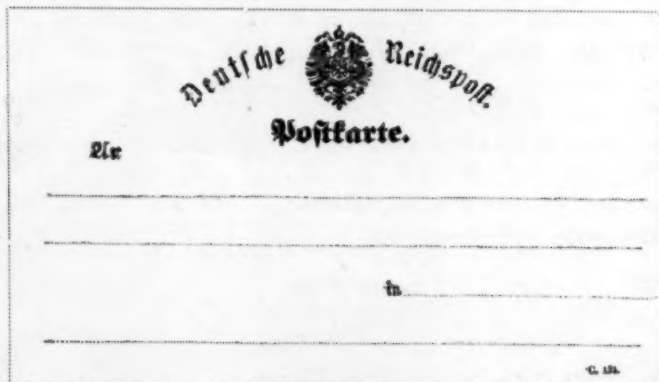 Deutsche Reichspost.
Postkarte.
An
in
C.